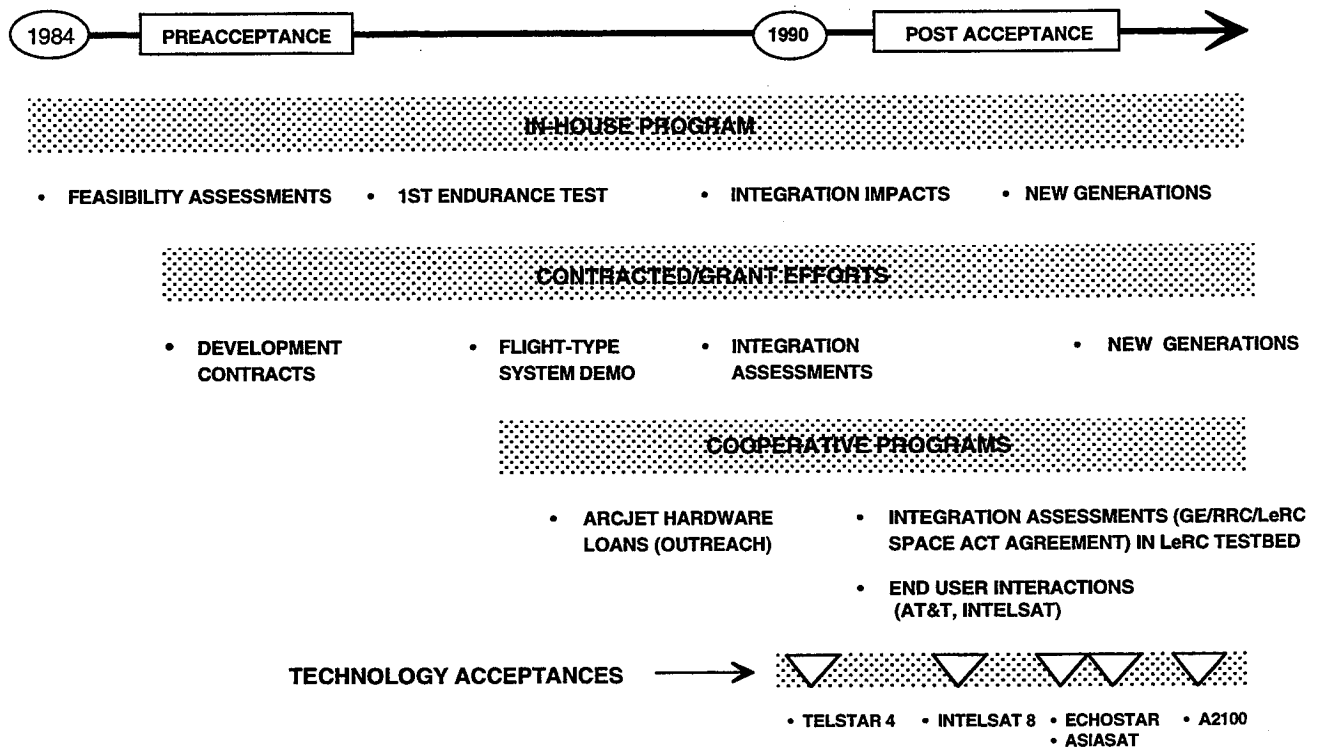 1984 PREACCEPTANCE 1990 POST ACCEPTANCE
IN-HOUSE PROGRAM
• FEASIBILITY ASSESSMENTS • 1ST ENDURANCE TEST • INTEGRATION IMPACTS • NEW GENERATIONS
CONTRACTED/GRANT EFFORTS
• DEVELOPMENT • FLIGHT-TYPE • INTEGRATION • NEW GENERATIONS
CONTRACTS SYSTEM DEMO ASSESSMENTS
COOPERATIVE PROGRAMS
• ARCJET HARDWARE • INTEGRATION ASSESSMENTS (GE/RRC/LeRC
LOANS (OUTREACH) SPACE ACT AGREEMENT) IN LeRC TESTBED
• END USER INTERACTIONS
(AT&T, INTELSAT)
TECHNOLOGY ACCEPTANCES
• TELSTAR 4 • INTELSAT 8 • ECHOSTAR • A2100
• ASIASAT